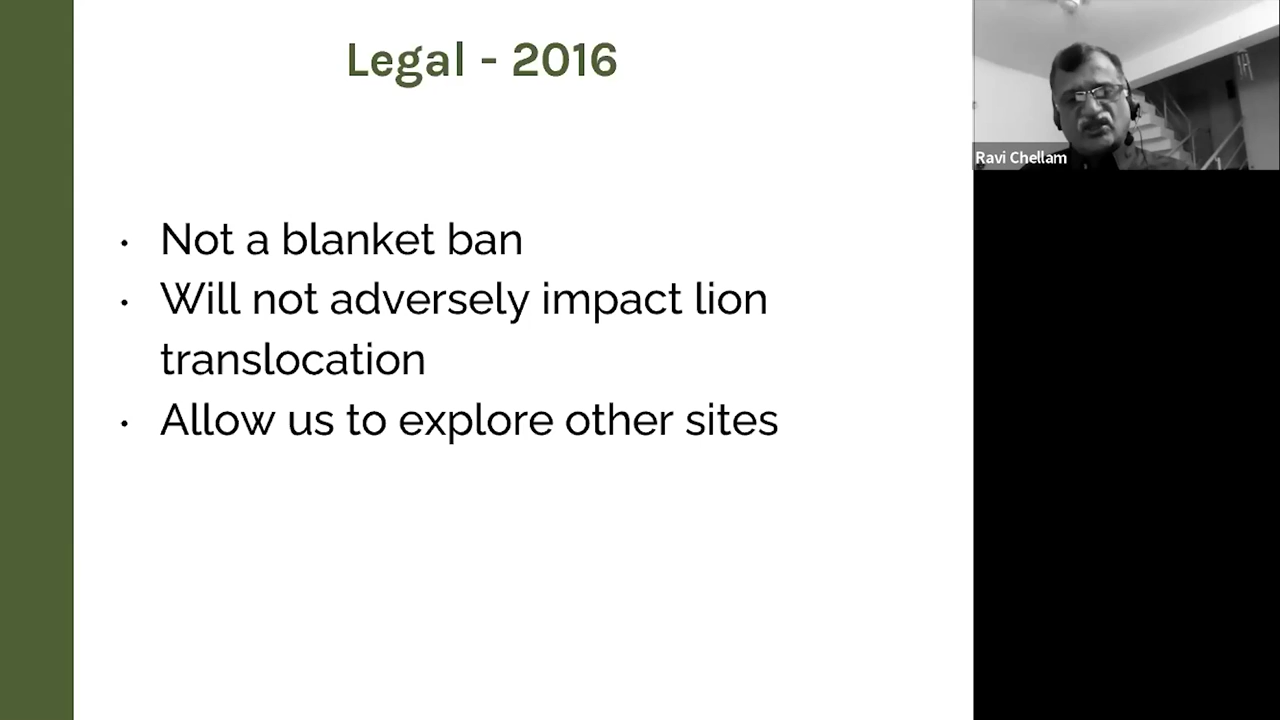 Legal - 2016
Ravi Chellam
• Not a blanket ban
• Will not adversely impact lion
translocation
• Allow us to explore other sites